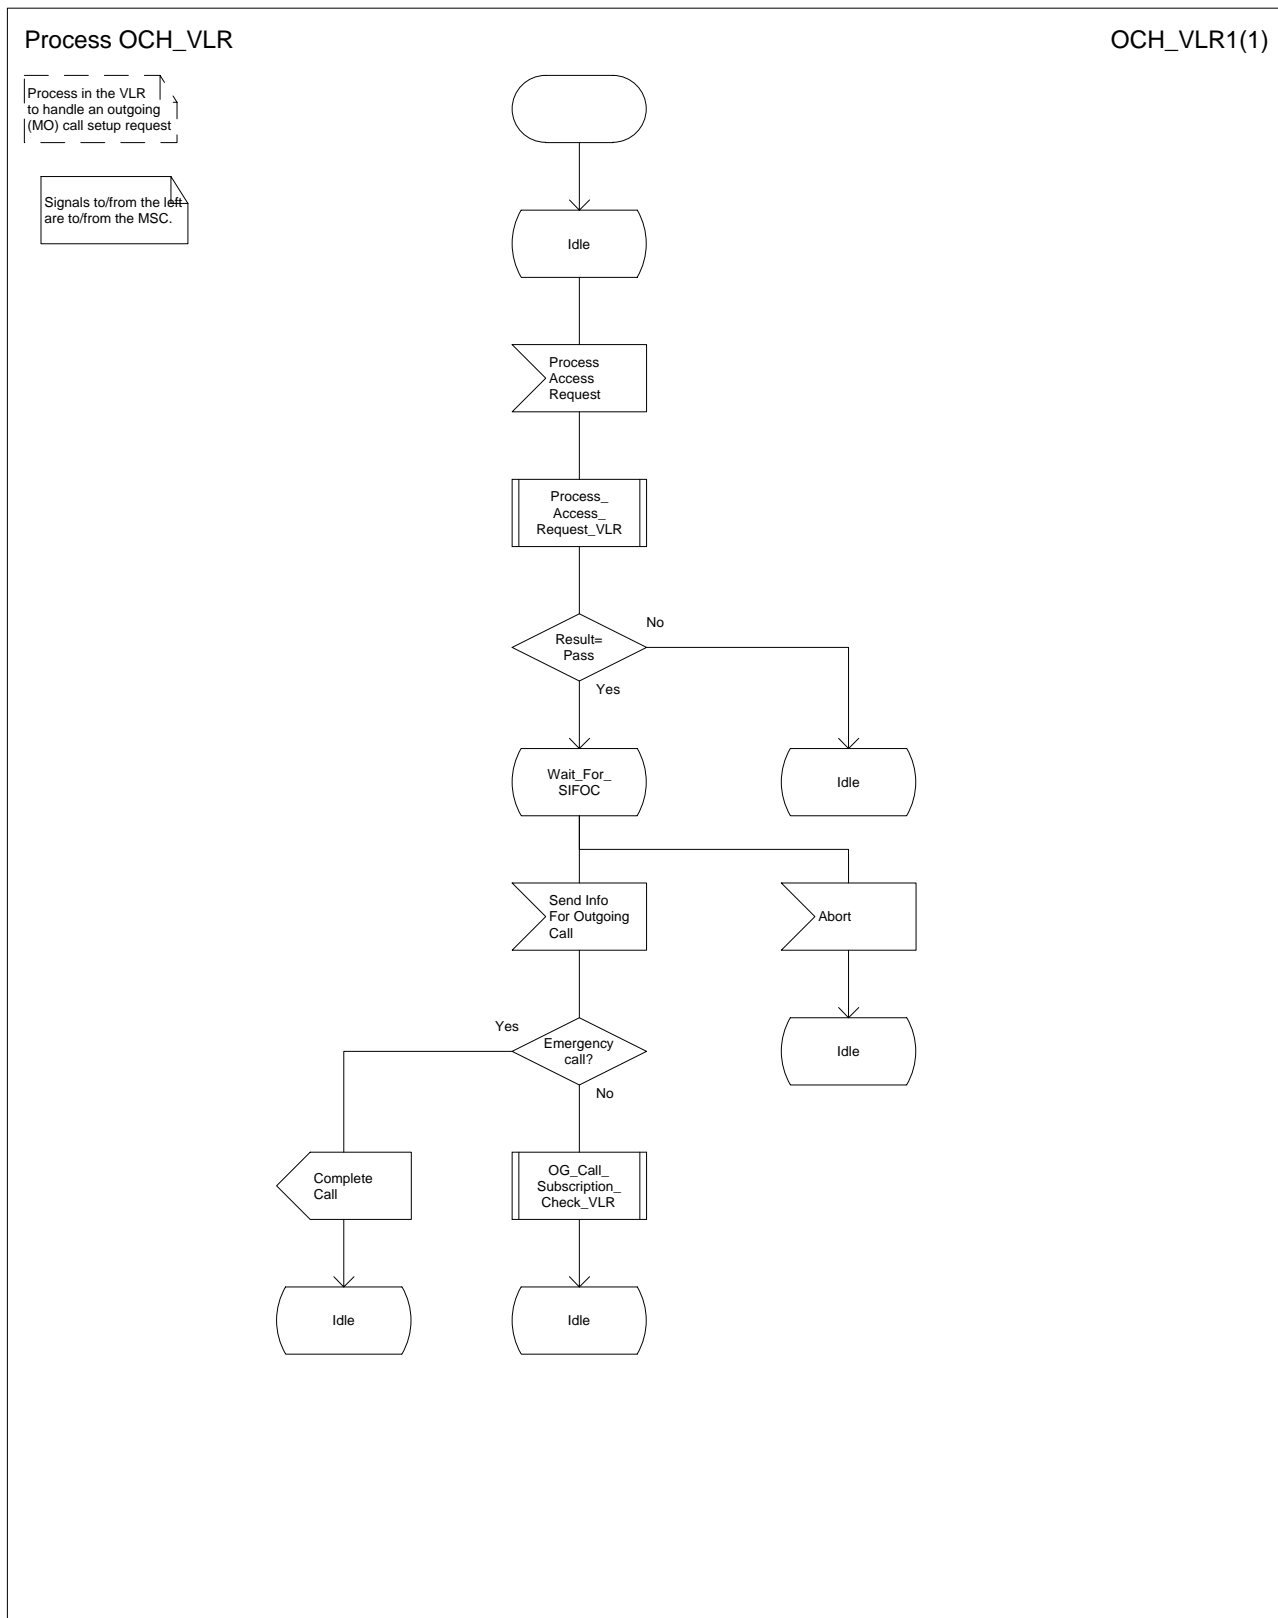 Process OCH_VLR
OCH_VLR1(1)
Process in the VLR
to handle an outgoing
(MO) call setup request
Signals to/from the left
are to/from the MSC.
Idle
Process
Access
Request
Process_
Access_
Request_VLR
Result=
Pass
No
Yes
Wait_For_
SIFOC
Idle
Send Info
For Outgoing
Call
Abort
Yes
Emergency
call?
No
Idle
Complete
Call
OG_Call_
Subscription_
Check_VLR
Idle
Idle